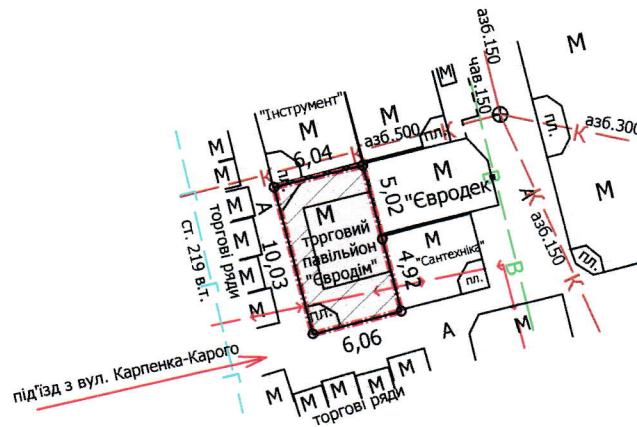 азб.150
М
М
чав.150
"Інструмент"
М
М
азб.500
пл.
К
К
пл.
К
азб.300
6,04
К
К
М
пл.
М
М
М
"Євродек"
5,02
В
А
К
М
А
М
М
ст. 219 в.т.
торгові ряди
М
торговий
павільйон
"Євродім"
10,03
4,92
М
"Сантехніка"
азб.150
М
М
пл.
В
пл.
К
М
пл.
6,06
А
М
під'їзд з вул. Карпенка-Карого
М
М
М
М
М
М
торгові ряди